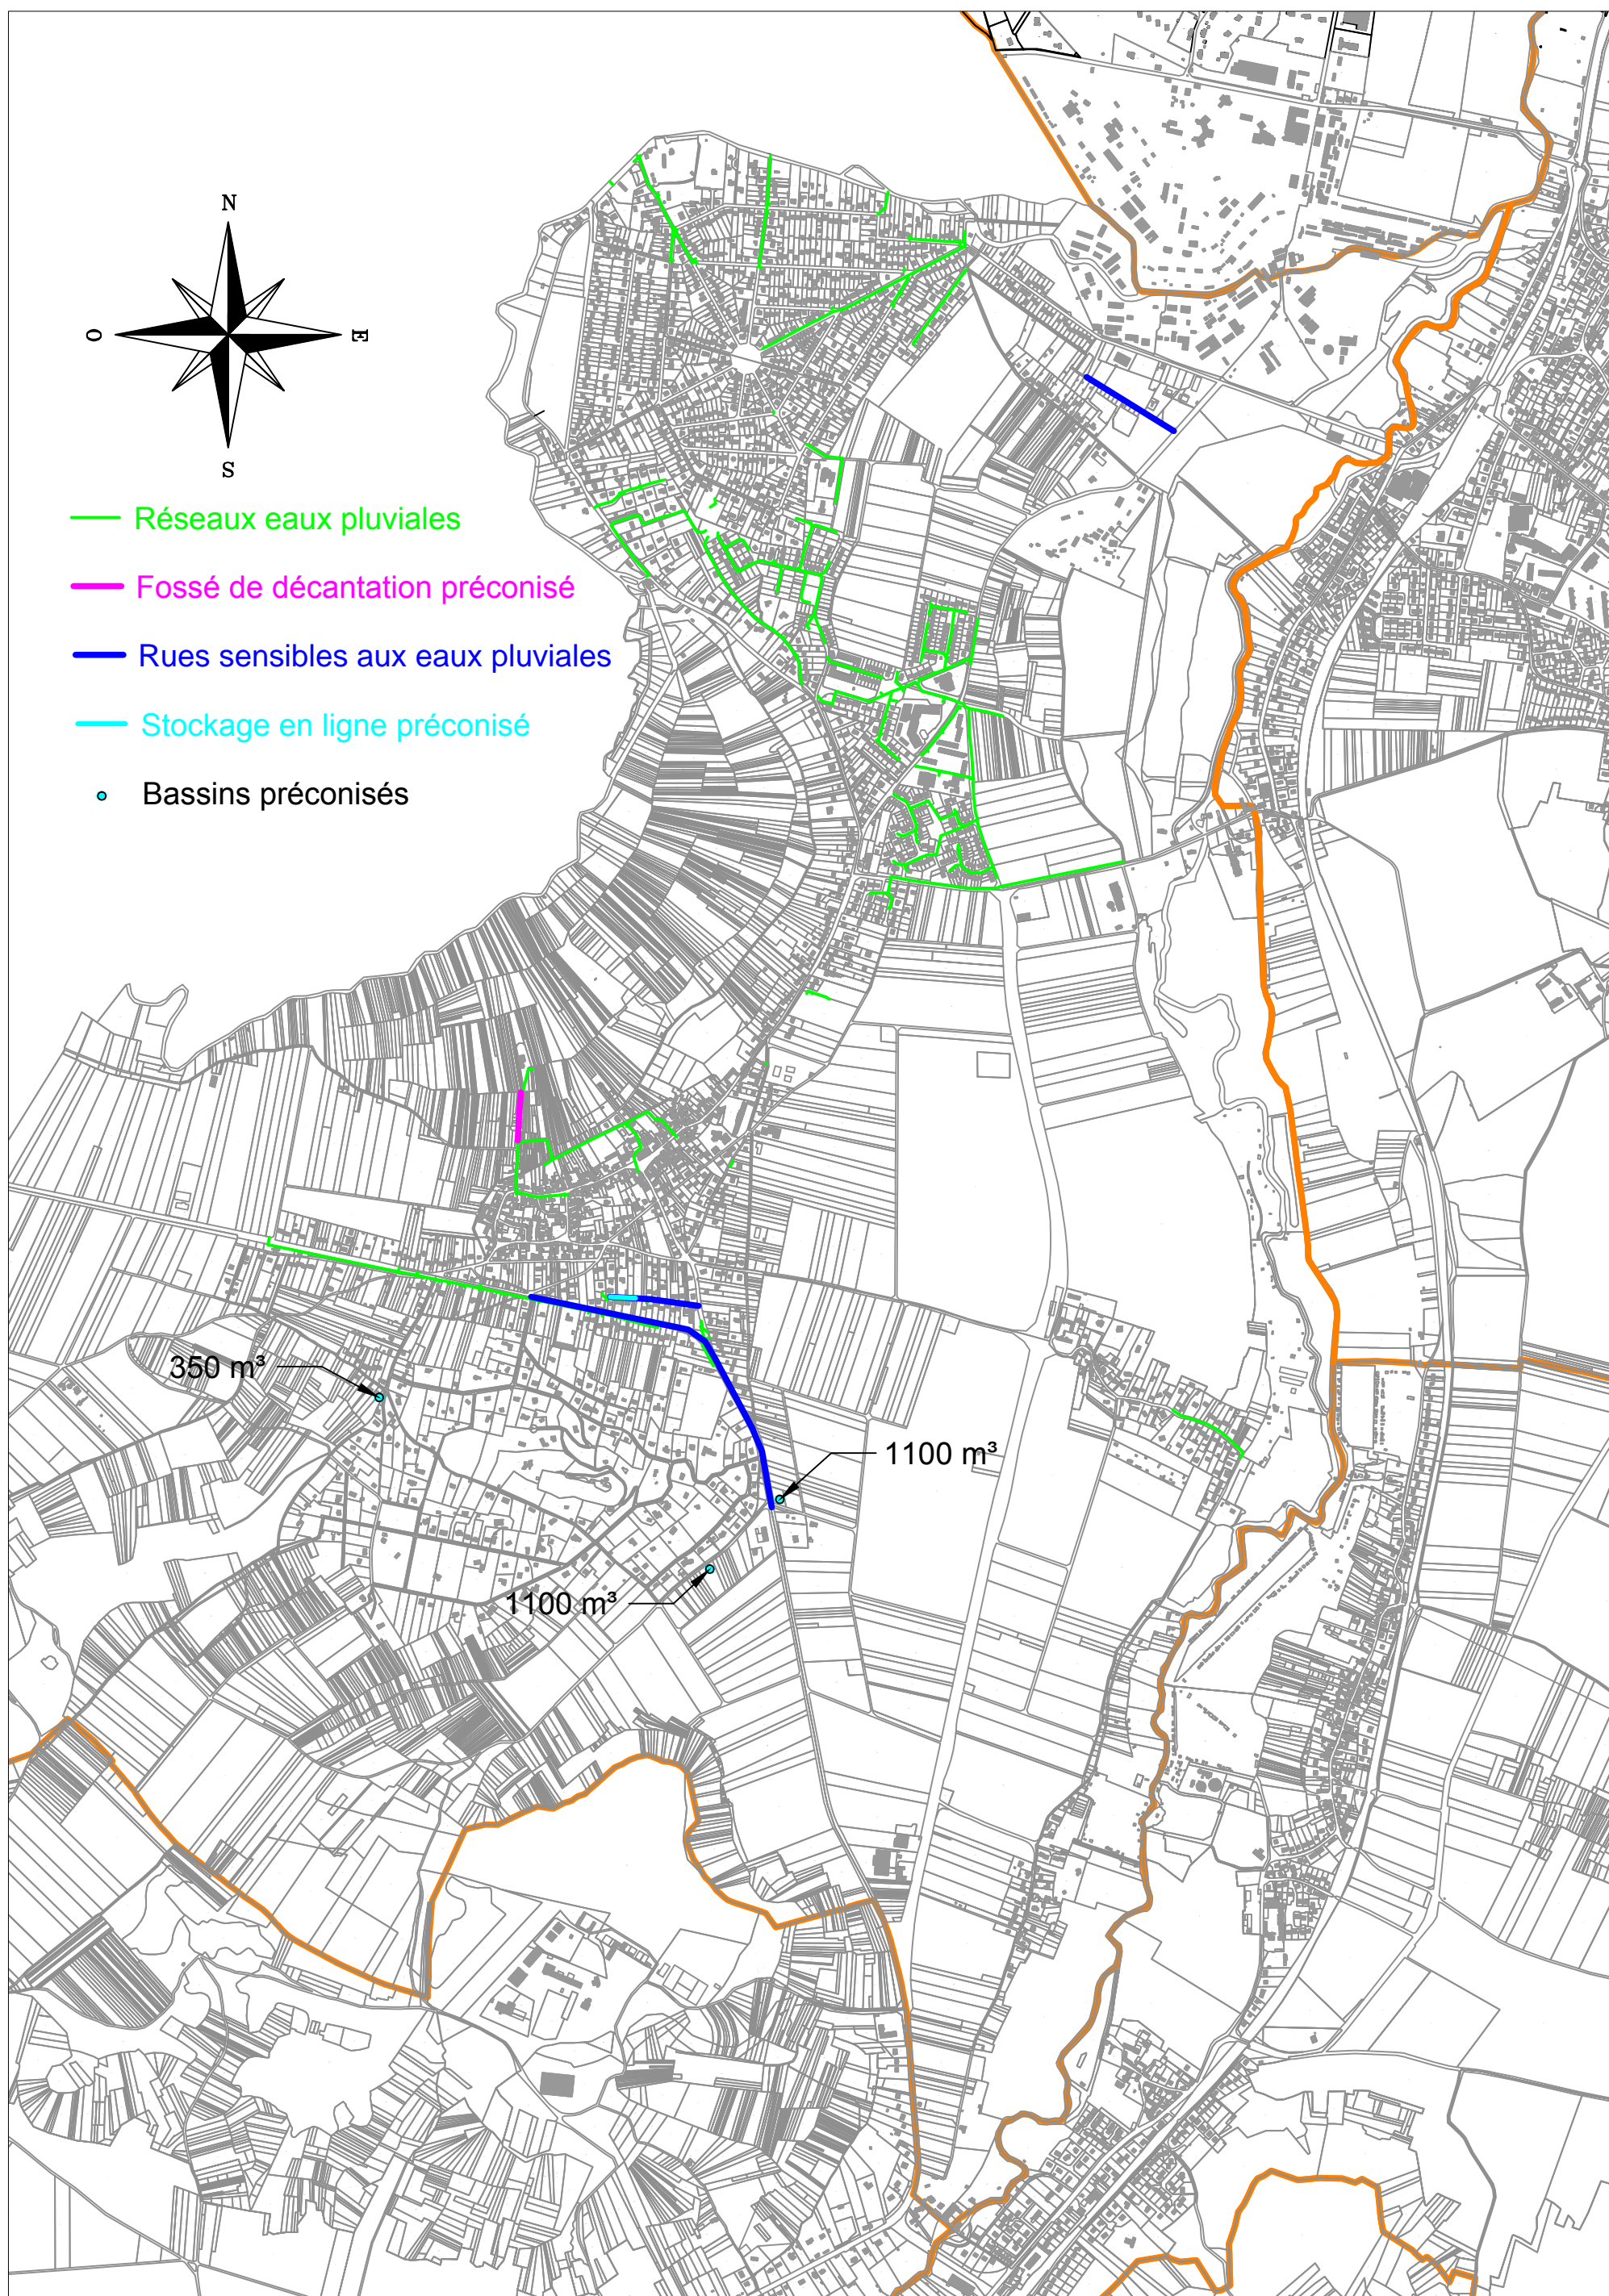 N
O
E
S
Réseaux eaux pluviales
Fossé de décantation préconisé
Rues sensibles aux eaux pluviales
Stockage en ligne préconisé
Bassins préconisés
350 m³
1100 m³
1100 m³